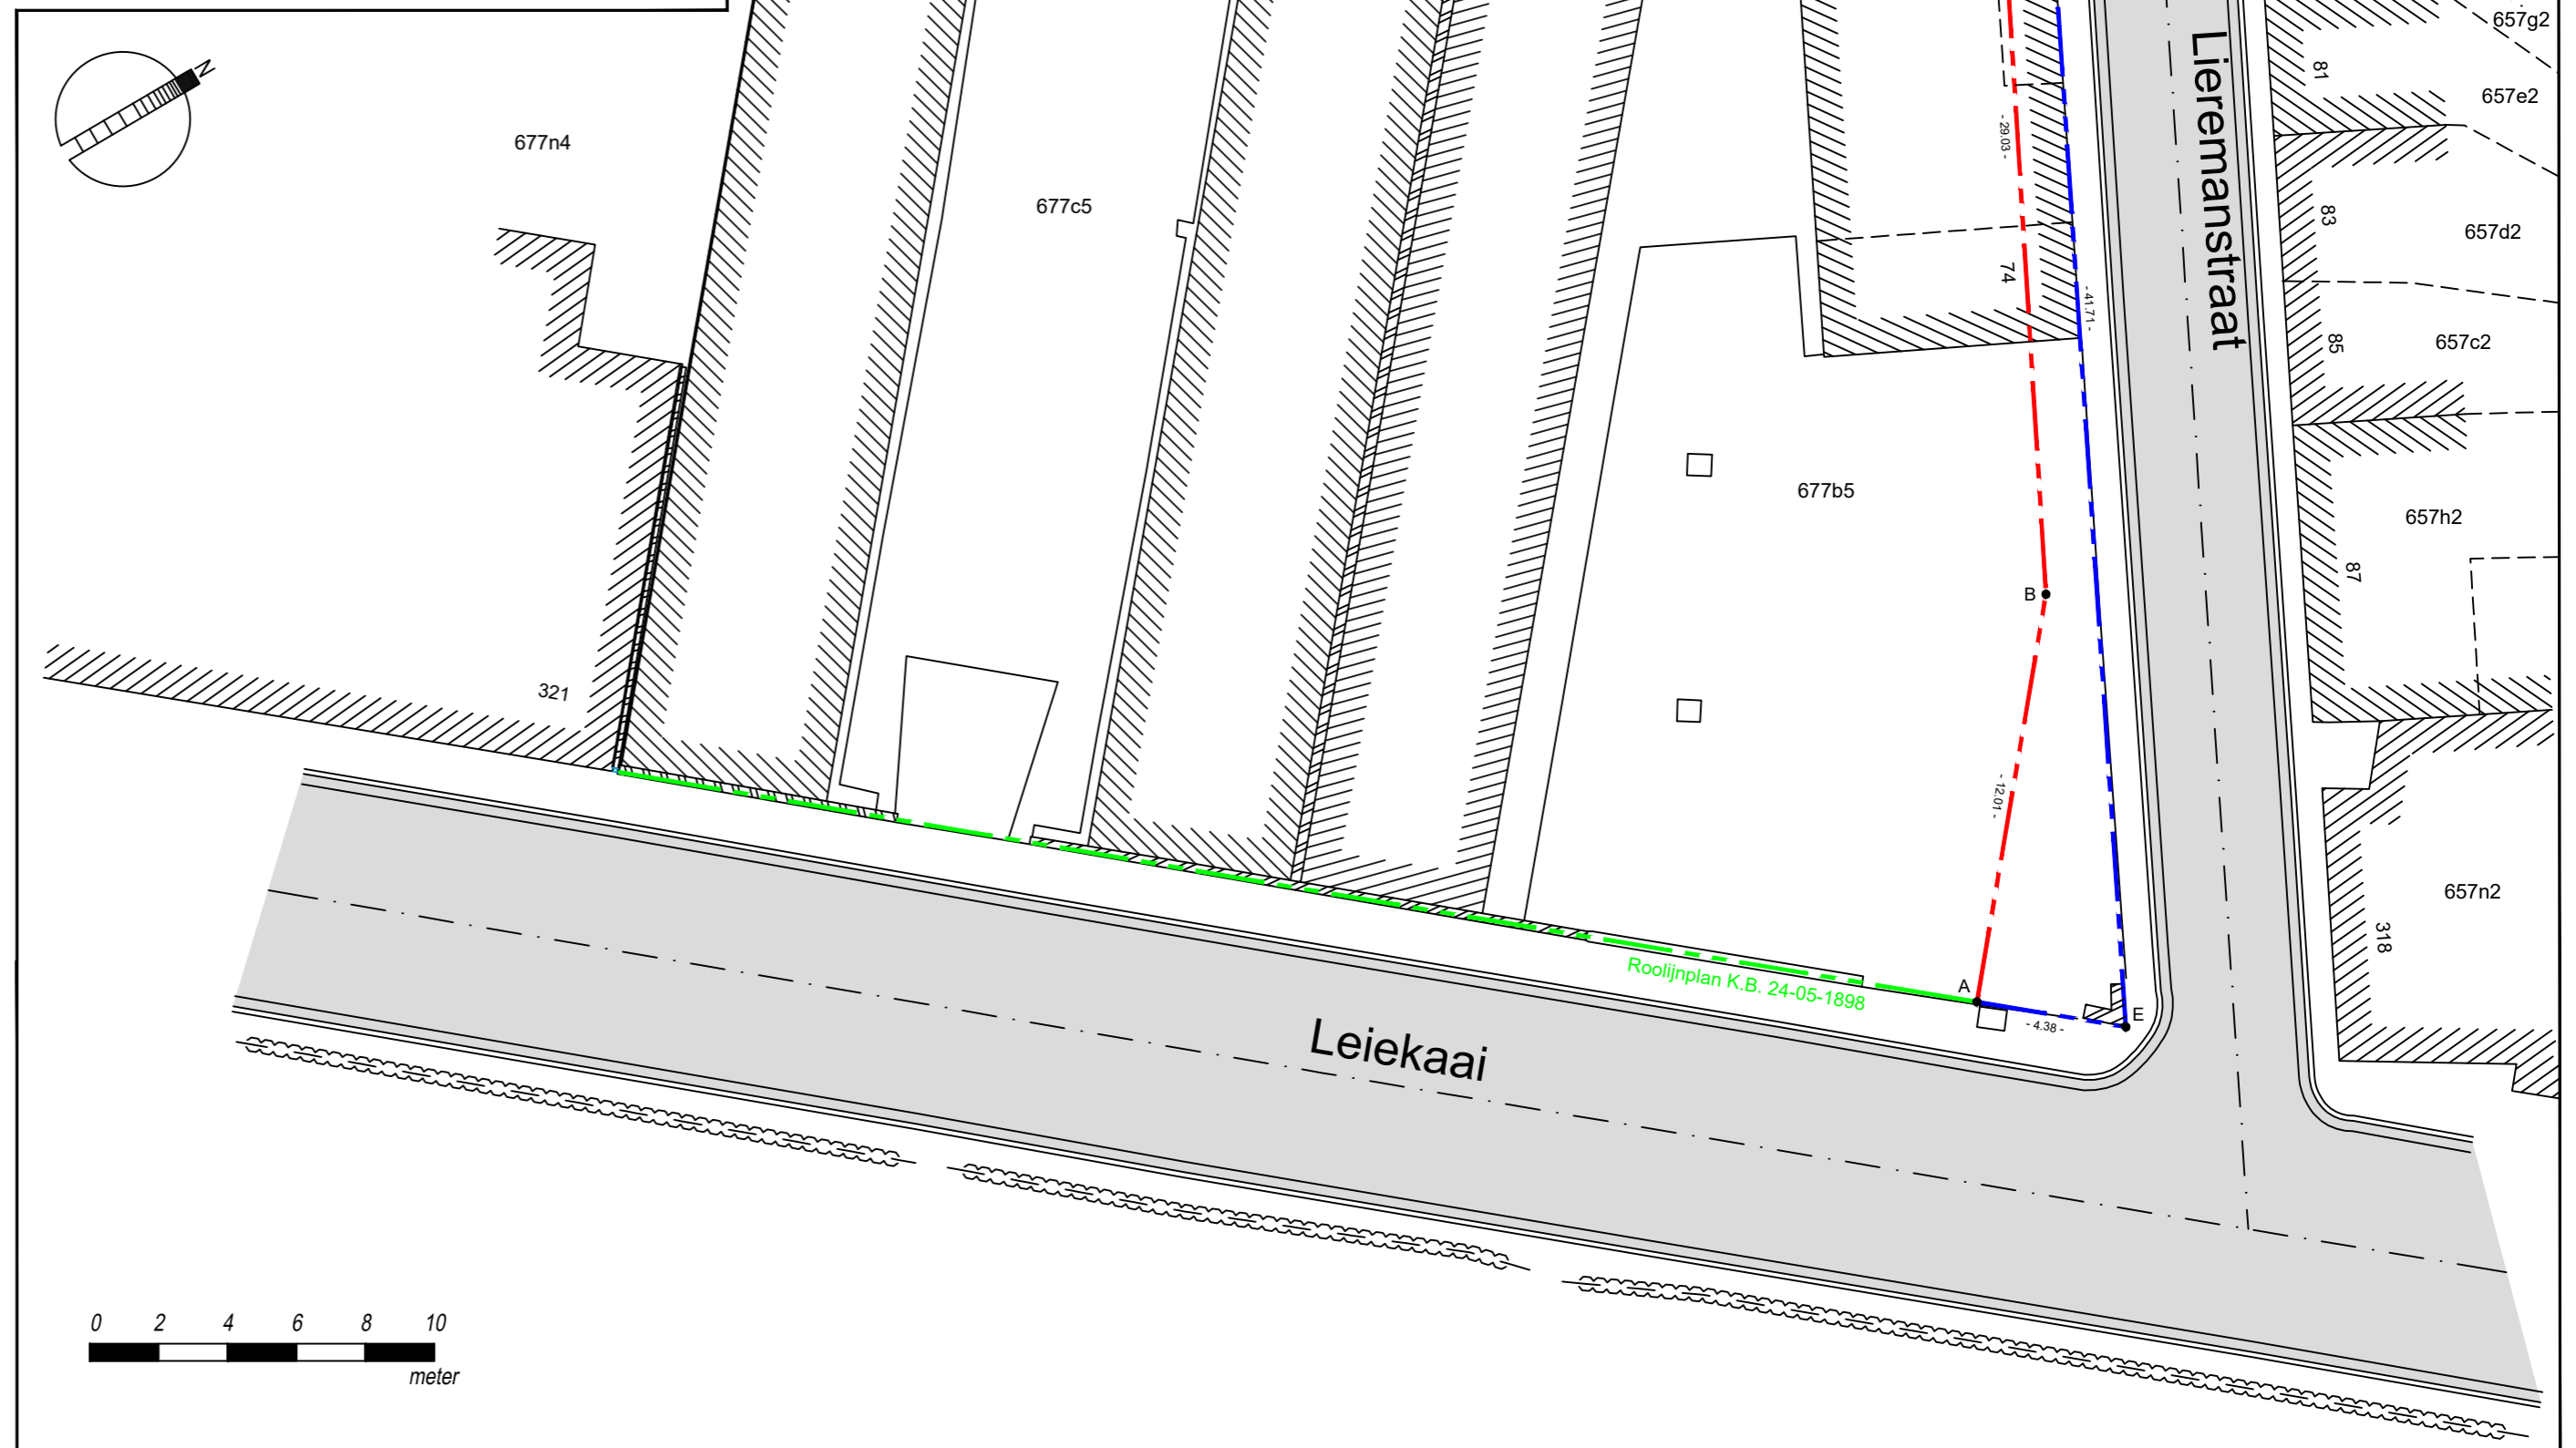 N
677n4
677c5
321
- 29.03 -
74
- 41.71 -
Lieremanstraat
657g2
81
657e2
83
657d2
85
657c2
677b5
657h2
87
B
- 12.01 -
657n2
318
A
E
- 4.38 -
Roolijnplan K.B. 24-05-1898
Leiekaai
0 2 4 6 8 10
meter